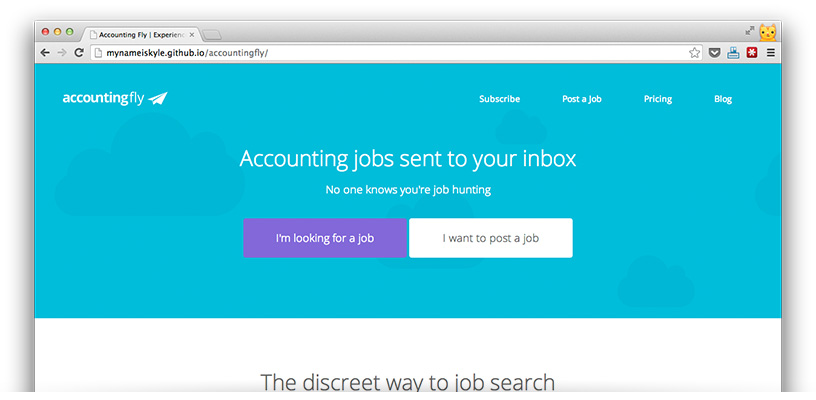 Accounting Fly | Experienc
mynameiskyle.github.io/accountingfly/
accountingfly
Subscribe Post a Job Pricing Blog
Accounting jobs sent to your inbox
No one knows you're job hunting
I'm looking for a job I want to post a job
The discreet way to job search